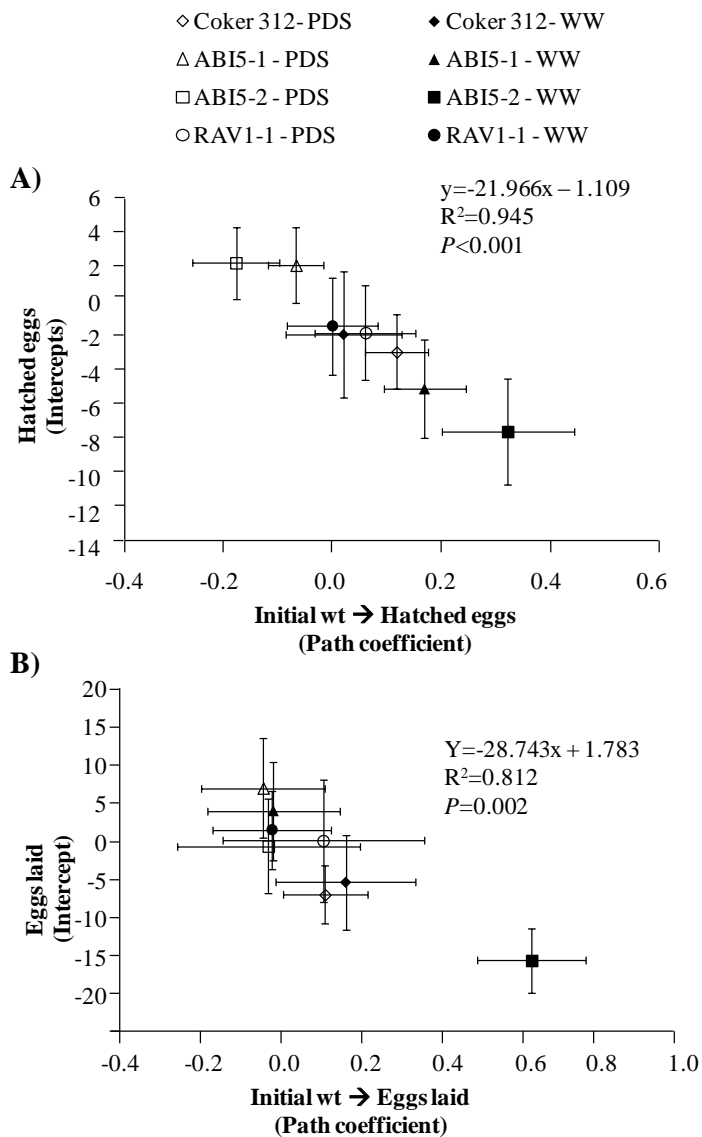 Coker 312- PDS
Coker 312- WW
ABI5-1 - PDS
ABI5-1 - WW
ABI5-2 - PDS
ABI5-2 - WW
RAV1-1 - PDS
RAV1-1 - WW
A)
y=-21.966x – 1.109
R²=0.945
P<0.001
6
4
2
0
-2
-4
-6
-8
-10
-12
-14
Hatched eggs
(Intercepts)
-0.4
-0.2
0.0
0.2
0.4
0.6
Initial wt → Hatched eggs
(Path coefficient)
B)
Y=-28.743x + 1.783
R²=0.812
P=0.002
20
15
10
5
0
-5
-10
-15
-20
Eggs laid
(Intercept)
-0.4
-0.2
0.0
0.2
0.4
0.6
0.8
1.0
Initial wt → Eggs laid
(Path coefficient)